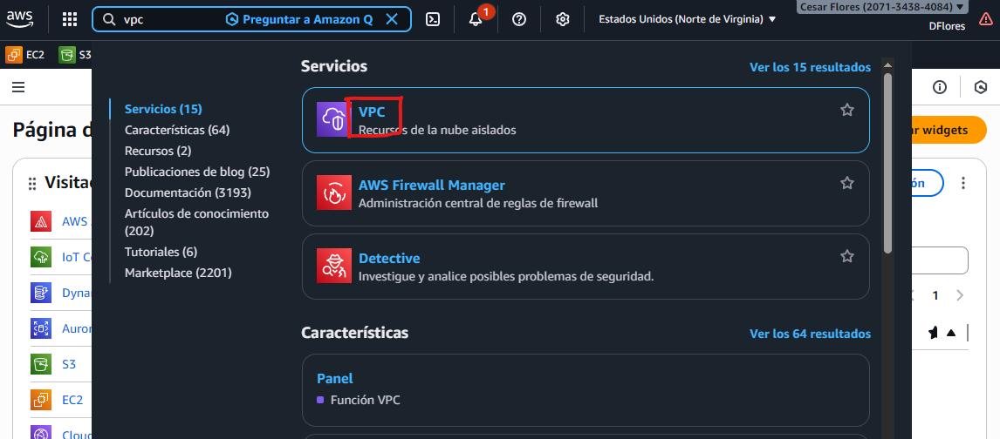 aws
vpc
Preguntar a Amazon Q
1
Estados Unidos (Norte de Virginia)
Cesar Flores (2071-3438-4084)
DFlores
EC2
S3
Página d
Visitad
AWS
IoT Co
Dynam
Auror
S3
EC2
Cloud
Servicios (15)
Características (64)
Recursos (2)
Publicaciones de blog (25)
Documentación (3193)
Artículos de conocimiento
(202)
Tutoriales (6)
Marketplace (2201)
Servicios
Ver los 15 resultados
VPC
Recursos de la nube aislados
AWS Firewall Manager
Administración central de reglas de firewall
Detective
Investigue y analice posibles problemas de seguridad.
Características
Ver los 64 resultados
Panel
Función VPC
ar widgets
ón
1